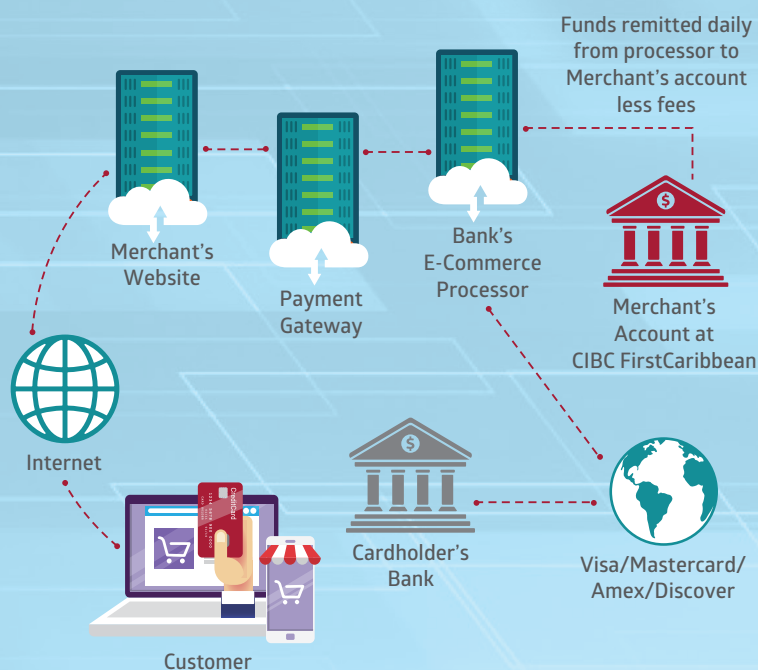 Funds remitted daily
from processor to
Merchant's account
less fees
Merchant's
Website
Payment
Gateway
Bank's
E-Commerce
Processor
Merchant's
Account at
CIBC FirstCaribbean
Internet
CreditCard
Cardholder's
Bank
Visa/Mastercard/
Amex/Discover
Customer